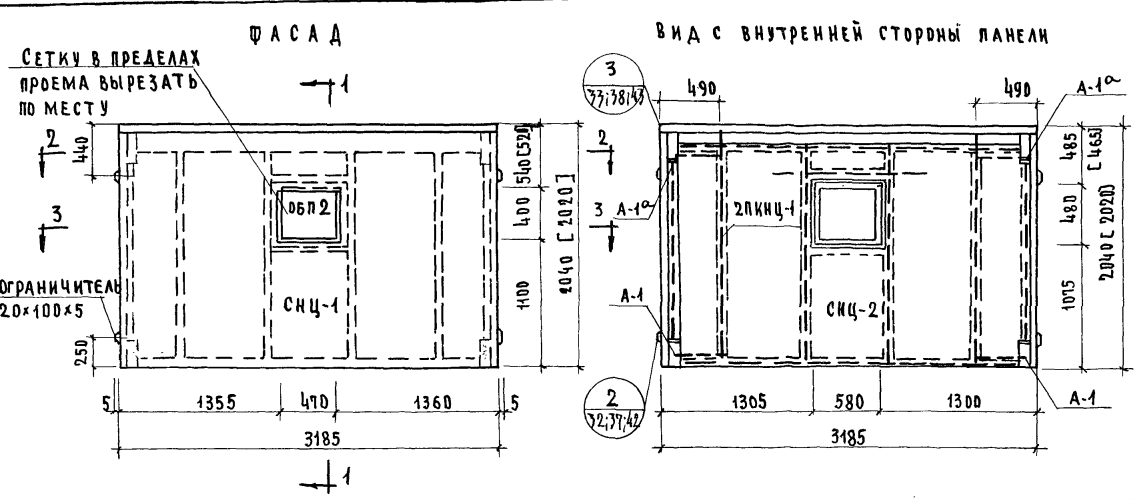 ФАСАД
СЕТКУ В ПРЕДЕЛАХ
ПРОЕМА ВЫРЕЗАТЬ
ПО МЕСТУ
1
2
3
440
ОБП2
СНЦ-1
540 [520]
400
1100
2040 [2020]
ОГРАНИЧИТЕЛЬ
20×100×5
250
5
1355
470
1360
5
3185
1
ВИД С ВНУТРЕННЕЙ СТОРОНЫ ПАНЕЛИ
3
33;38;43
490
490
А-1ª
2
3
А-1ª
2ПКНЦ-1
СНЦ-2
А-1
485
[465]
480
1075
2040 [2020]
2
32;37;42
1305
580
1300
А-1
3185